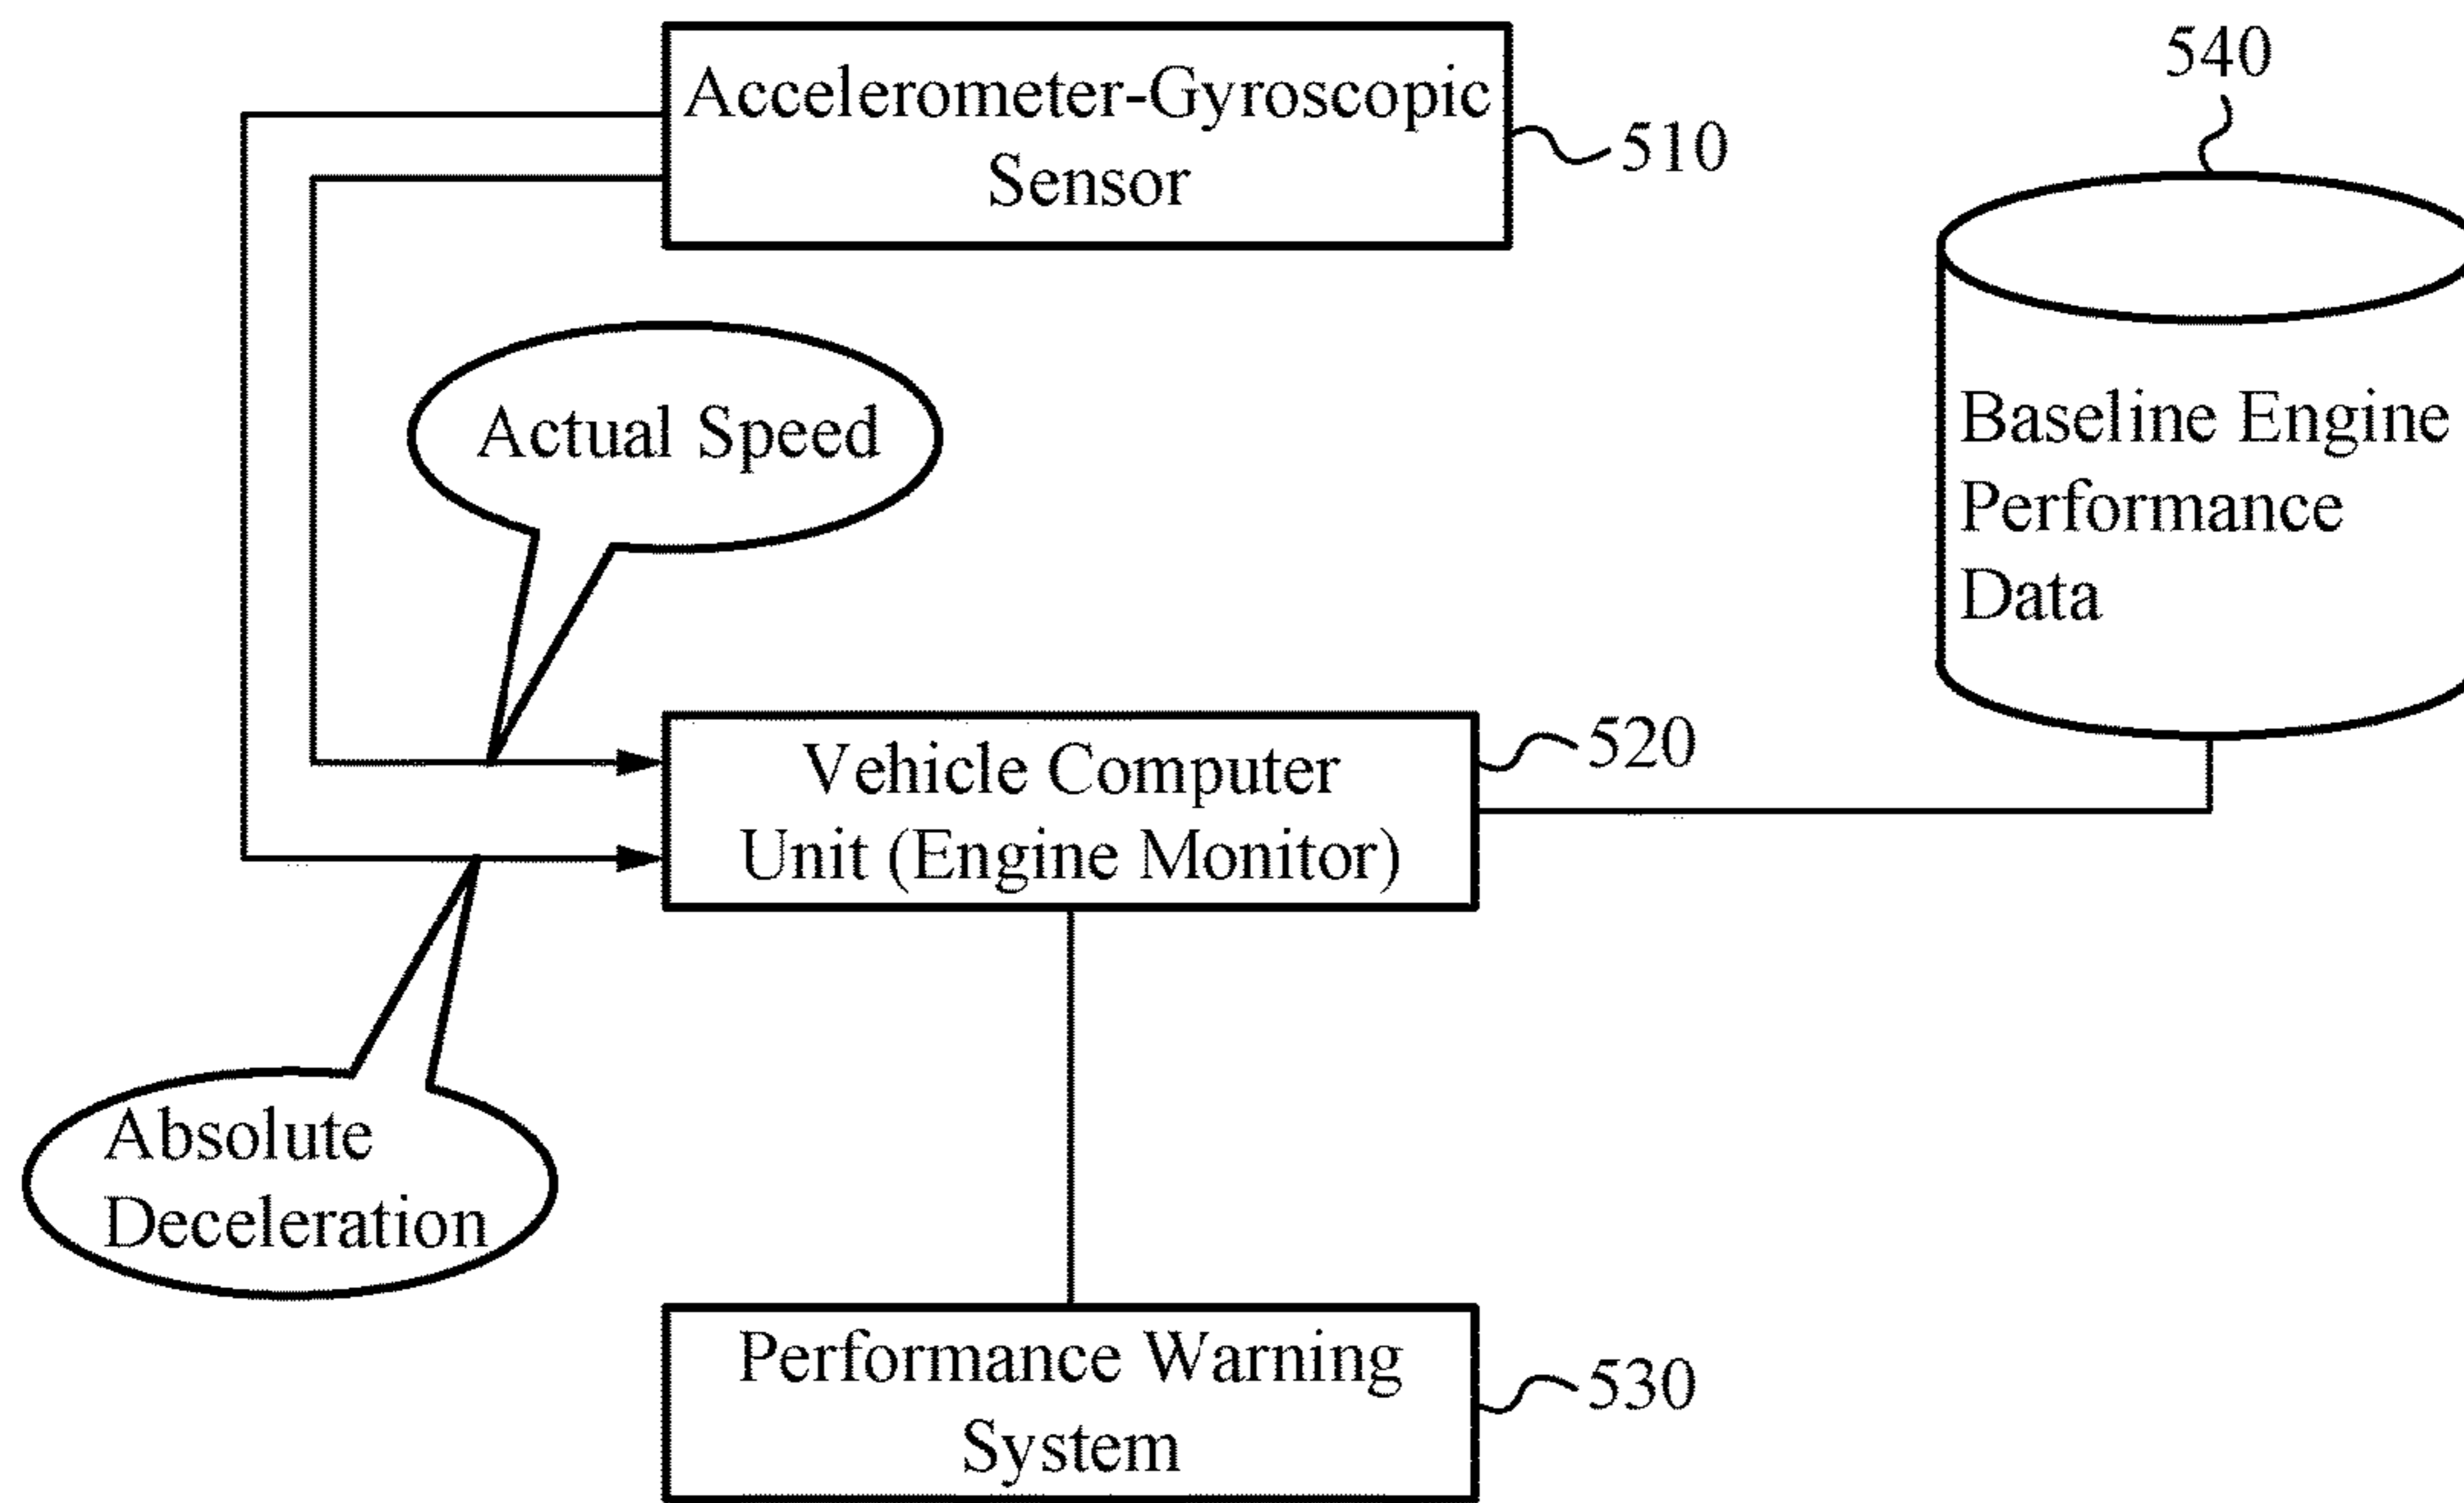 Accelerometer-Gyroscopic
Sensor
510
540
Actual Speed
Baseline Engine
Performance
Data
Vehicle Computer
Unit (Engine Monitor)
520
Absolute
Deceleration
Performance Warning
System
530